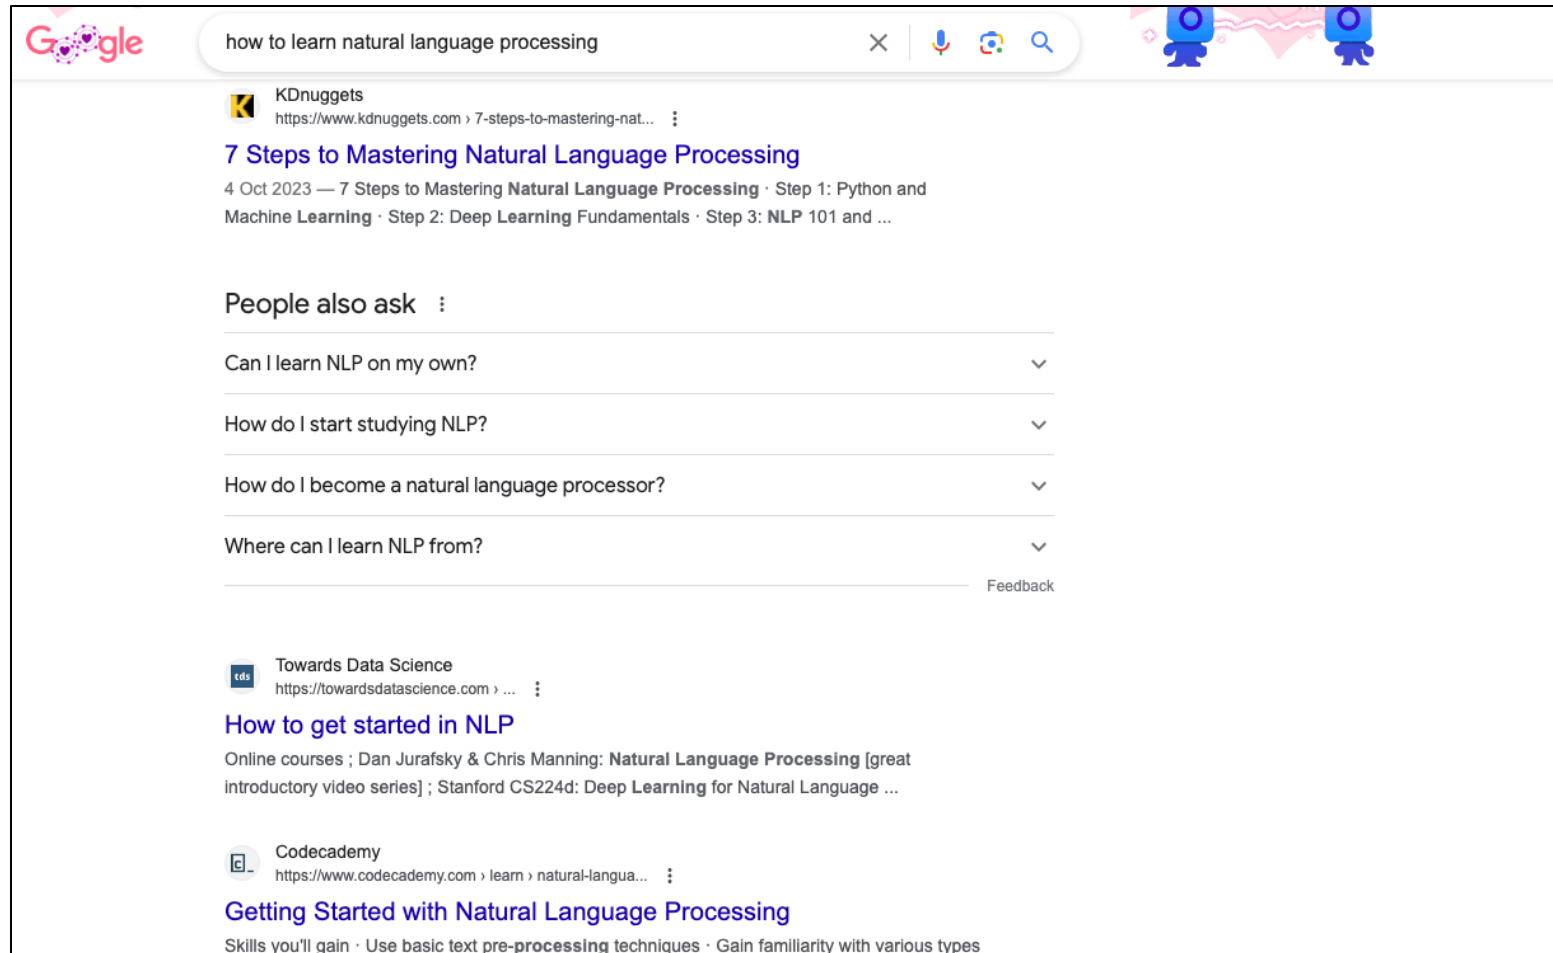 Google
how to learn natural language processing
KDnuggets
https://www.kdnuggets.com › 7-steps-to-mastering-nat...
7 Steps to Mastering Natural Language Processing
4 Oct 2023 — 7 Steps to Mastering Natural Language Processing · Step 1: Python and
Machine Learning · Step 2: Deep Learning Fundamentals · Step 3: NLP 101 and ...
People also ask
Can I learn NLP on my own?
How do I start studying NLP?
How do I become a natural language processor?
Where can I learn NLP from?
Feedback
tds
Towards Data Science
https://towardsdatascience.com › ...
How to get started in NLP
Online courses ; Dan Jurafsky & Chris Manning: Natural Language Processing [great
introductory video series] ; Stanford CS224d: Deep Learning for Natural Language ...
Codecademy
https://www.codecademy.com › learn › natural-langua...
Getting Started with Natural Language Processing
Skills you'll gain · Use basic text pre-processing techniques · Gain familiarity with various types